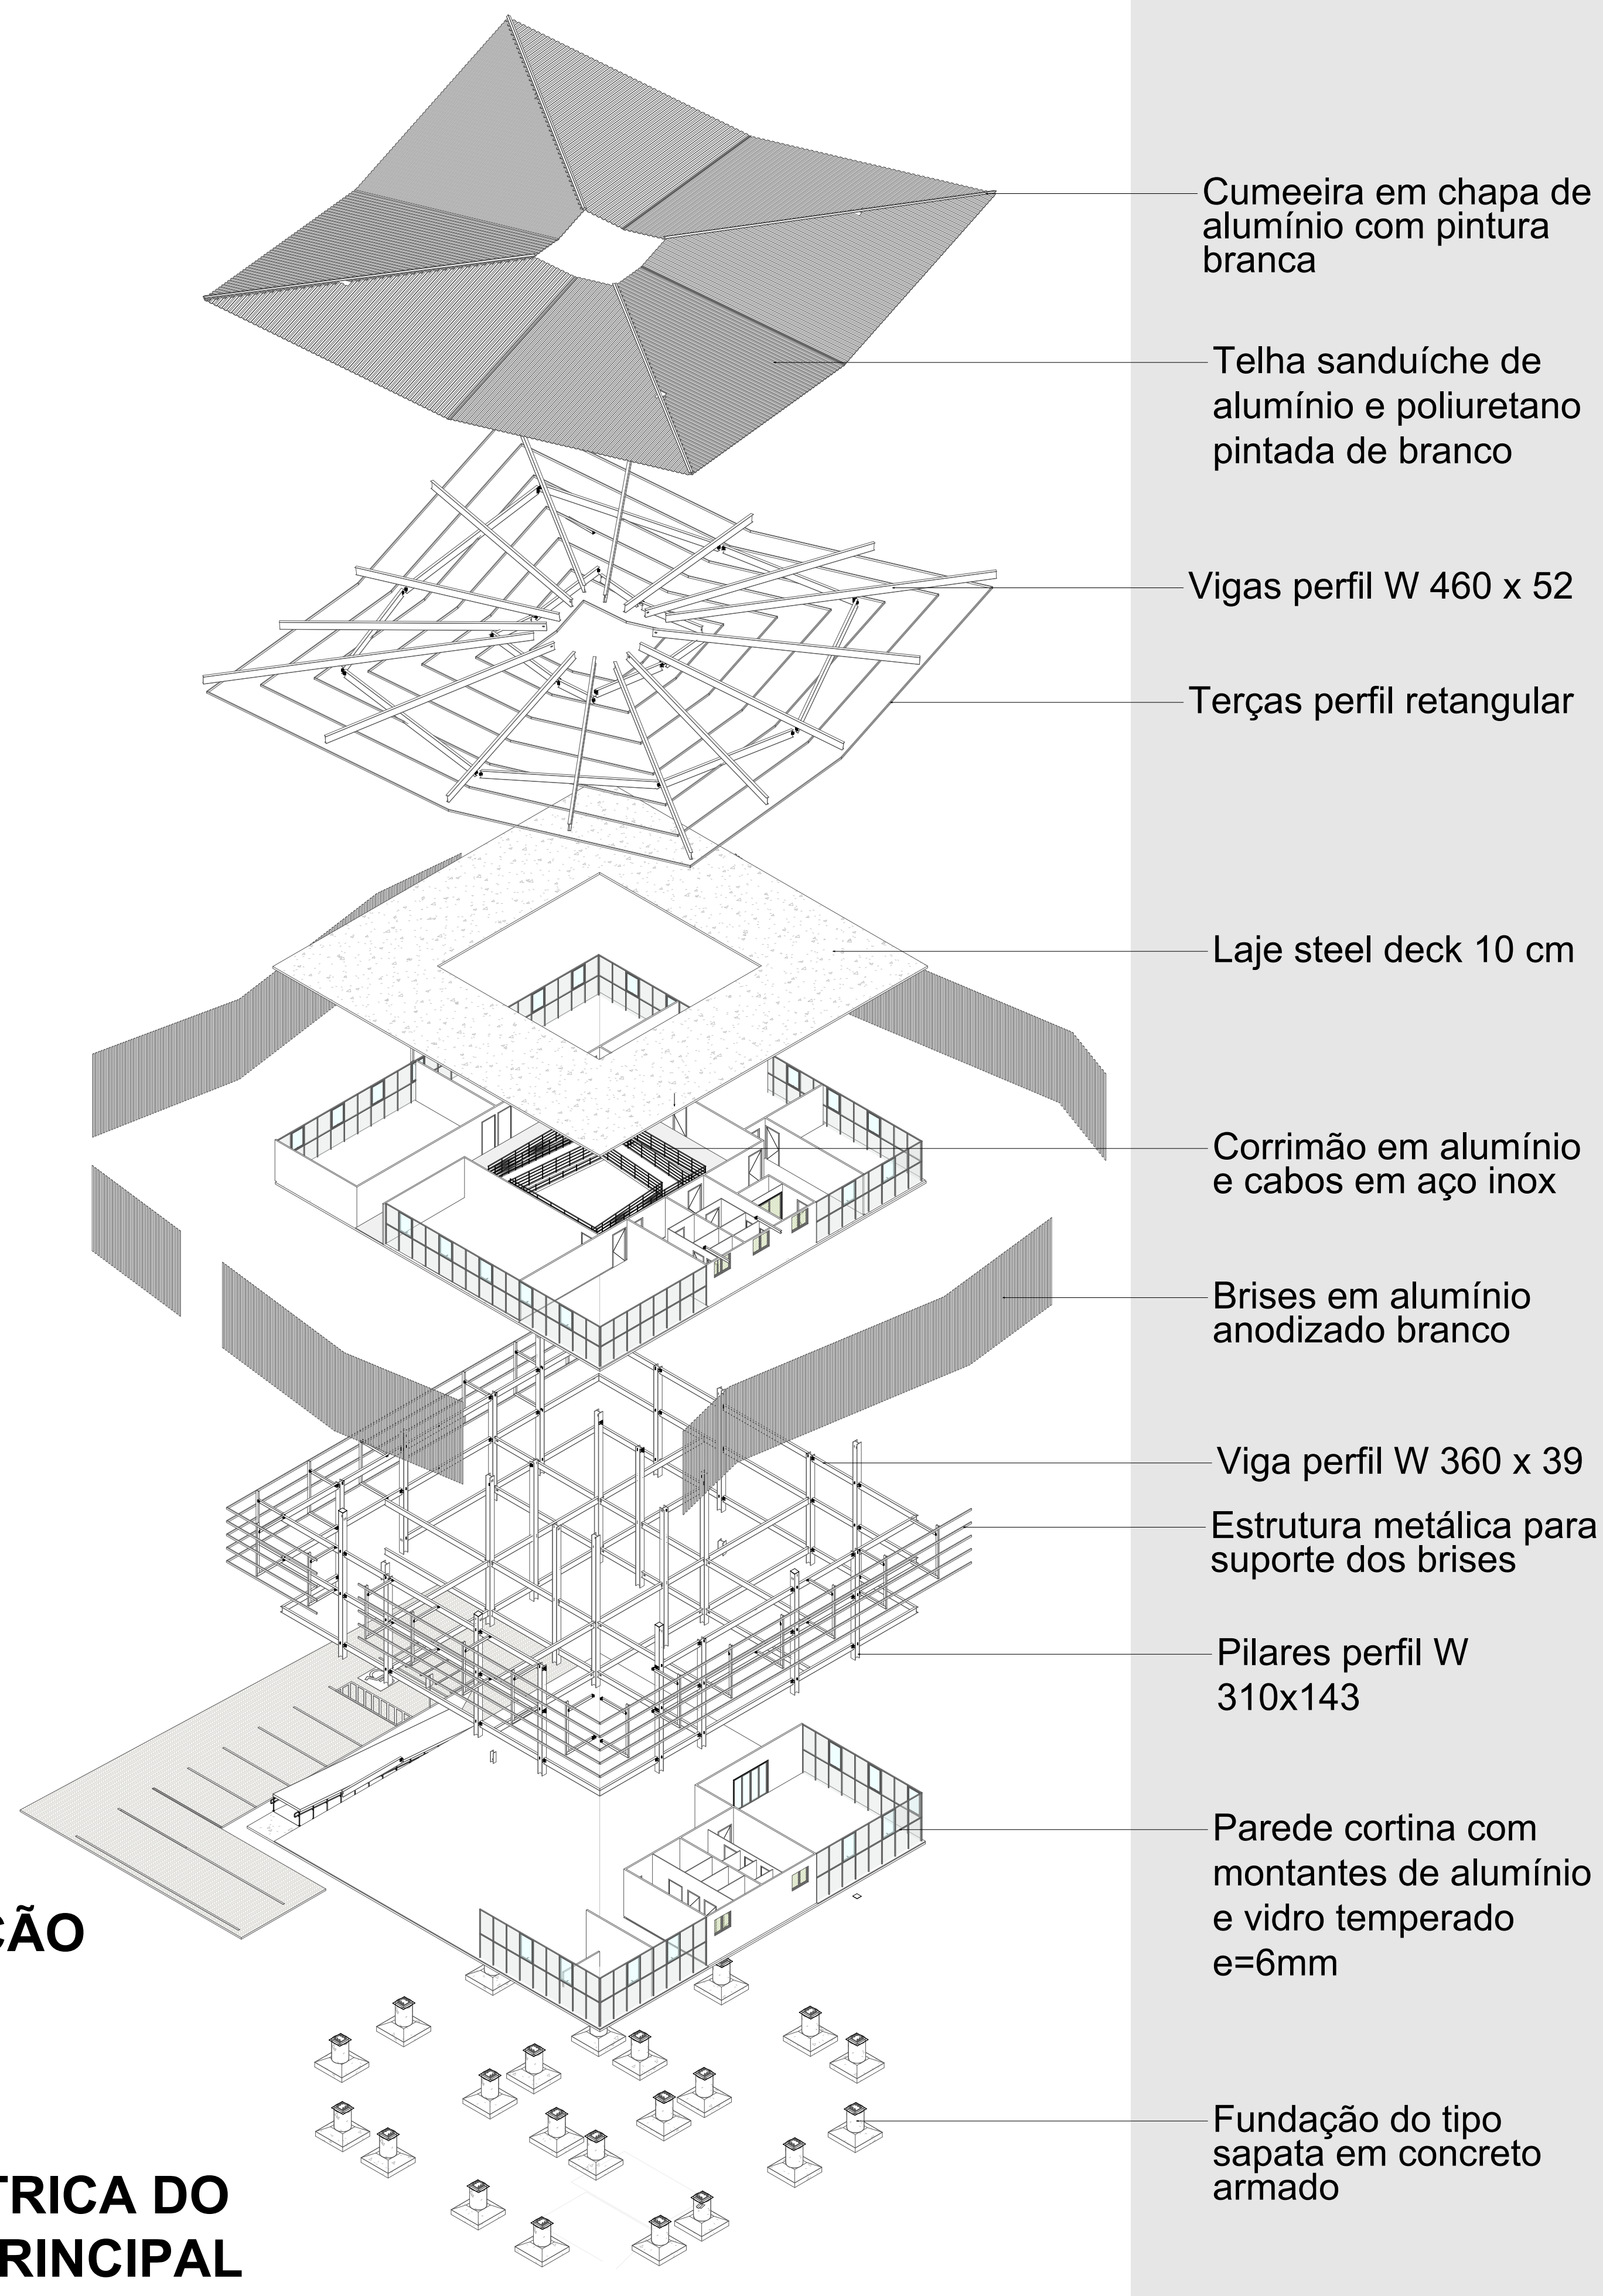 Cumeeira em chapa de
alumínio com pintura
branca
Telha sanduíche de
alumínio e poliuretano
pintada de branco
Vigas perfil W 460 x 52
Terças perfil retangular
Laje steel deck 10 cm
Corrimão em alumínio
e cabos em aço inox
Brises em alumínio
anodizado branco
Viga perfil W 360 x 39
Estrutura metálica para
suporte dos brises
Pilares perfil W
310x143
Parede cortina com
montantes de alumínio
e vidro temperado
e=6mm
ÇÃO
Fundação do tipo
sapata em concreto
armado
TRICA DO
RINCIPAL